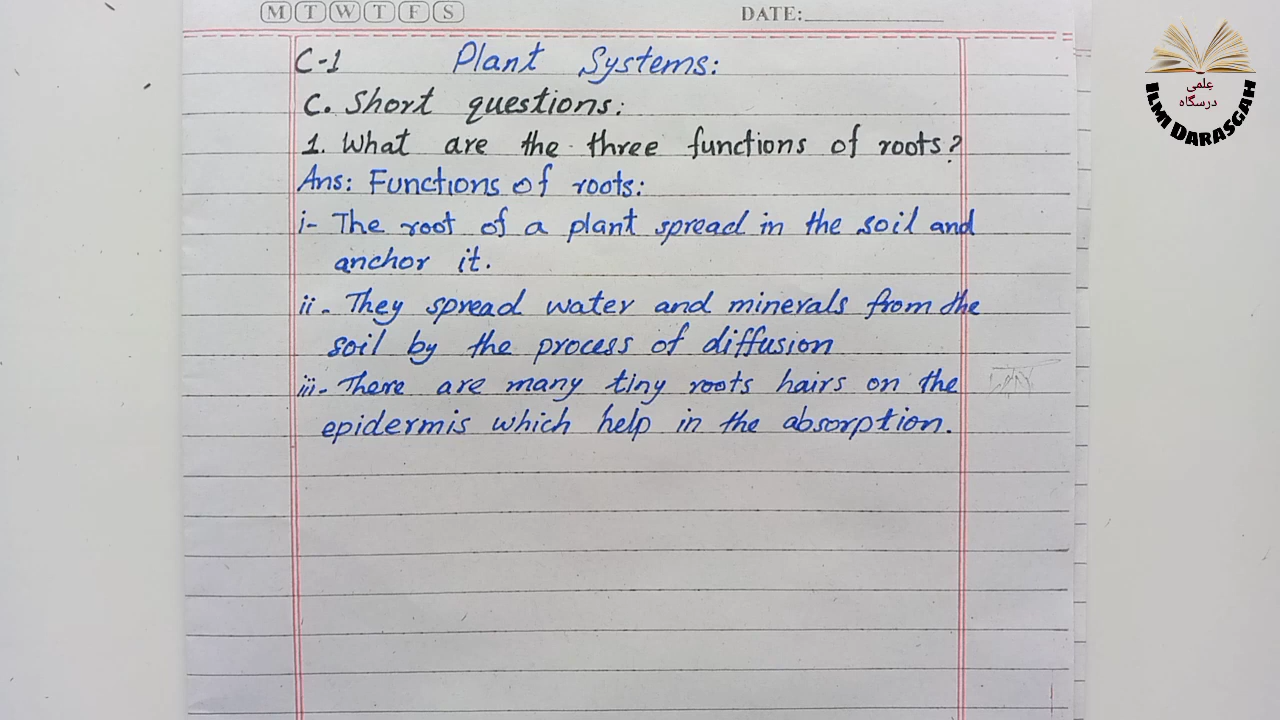 M T W T F S DATE:
C-1 Plant Systems:
C. Short questions:
1. What are the three functions of roots?
Ans: Functions of roots:
i- The root of a plant spread in the soil and
anchor it.
ii- They spread water and minerals from the
soil by the process of diffusion
iii- There are many tiny roots hairs on the
epidermis which help in the absorption.
علمی
درسگاہ
ILMI DARASGAH